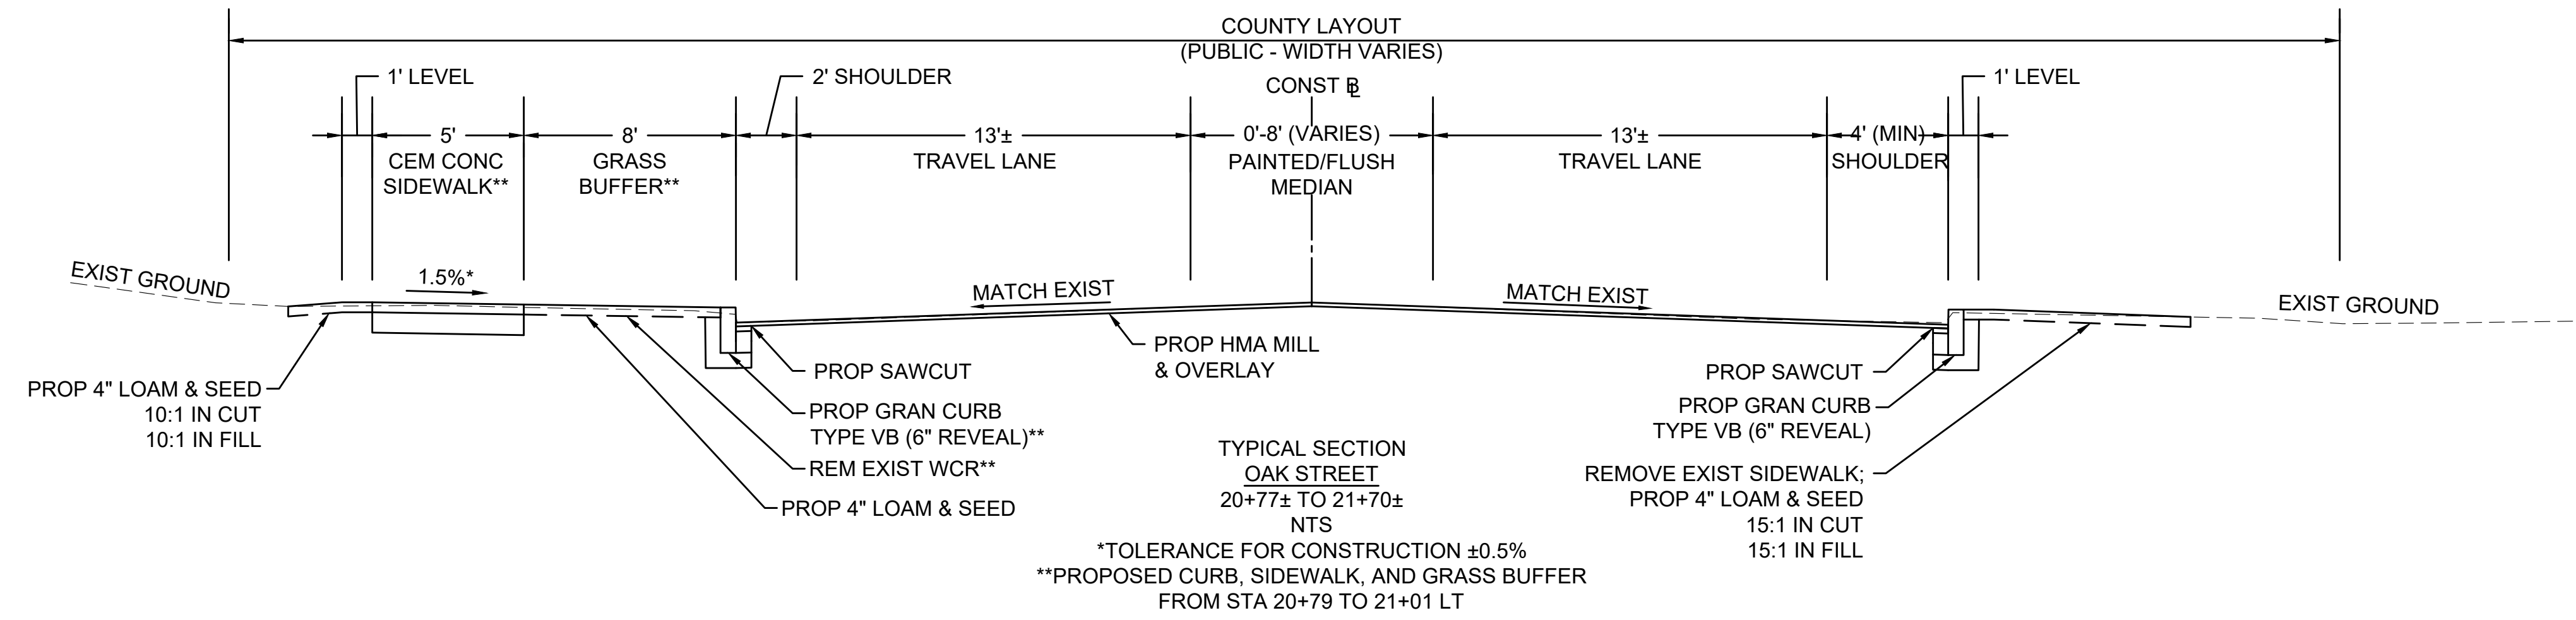 COUNTY LAYOUT
(PUBLIC - WIDTH VARIES)
CONST BL
1' LEVEL
2' SHOULDER
1' LEVEL
5'
CEM CONC
SIDEWALK**
8'
GRASS
BUFFER**
13'±
TRAVEL LANE
0'-8' (VARIES)
PAINTED/FLUSH
MEDIAN
13'±
TRAVEL LANE
4' (MIN)
SHOULDER
EXIST GROUND
1.5%*
MATCH EXIST
MATCH EXIST
EXIST GROUND
PROP 4" LOAM & SEED
10:1 IN CUT
10:1 IN FILL
PROP SAWCUT
PROP GRAN CURB
TYPE VB (6" REVEAL)**
REM EXIST WCR**
PROP 4" LOAM & SEED
PROP HMA MILL
& OVERLAY
PROP SAWCUT
PROP GRAN CURB
TYPE VB (6" REVEAL)
REMOVE EXIST SIDEWALK;
PROP 4" LOAM & SEED
15:1 IN CUT
15:1 IN FILL
TYPICAL SECTION
OAK STREET
20+77± TO 21+70±
NTS
*TOLERANCE FOR CONSTRUCTION ±0.5%
**PROPOSED CURB, SIDEWALK, AND GRASS BUFFER
FROM STA 20+79 TO 21+01 LT